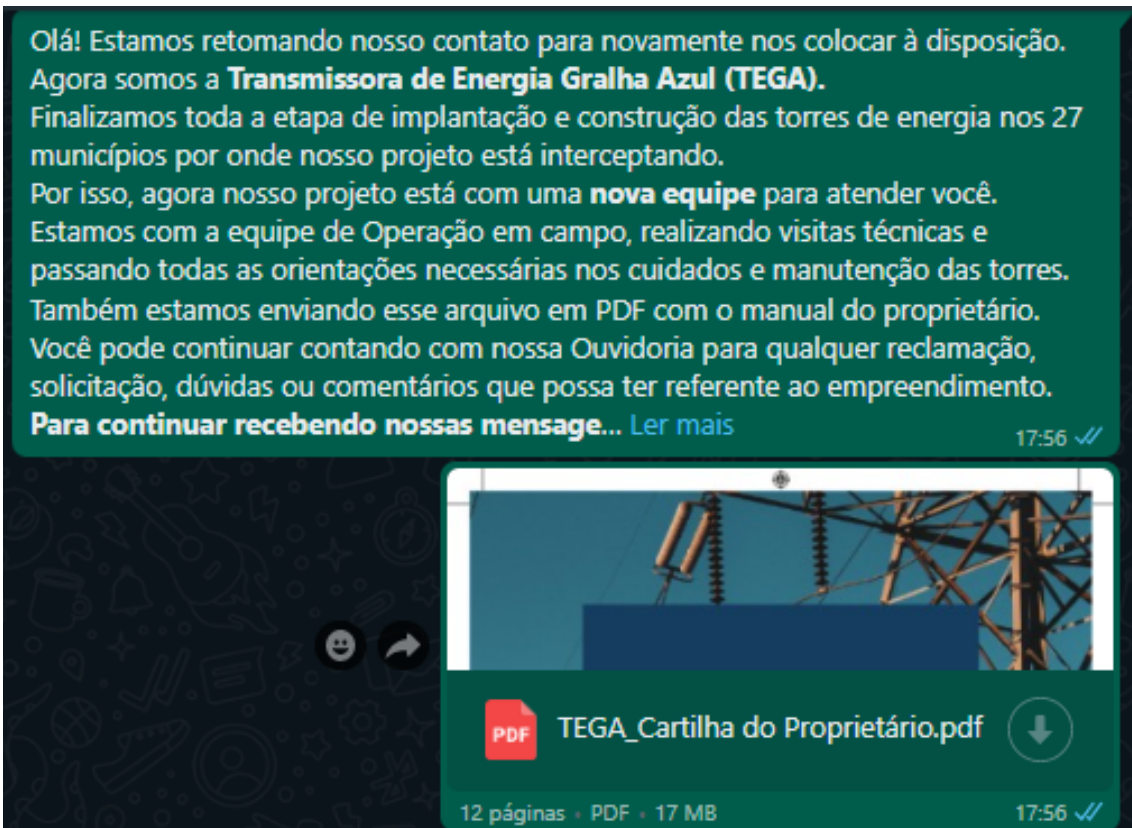 Olá! Estamos retomando nosso contato para novamente nos colocar à disposição.
Agora somos a Transmissora de Energia Gralha Azul (TEGA).
Finalizamos toda a etapa de implantação e construção das torres de energia nos 27
municípios por onde nosso projeto está interceptando.
Por isso, agora nosso projeto está com uma nova equipe para atender você.
Estamos com a equipe de Operação em campo, realizando visitas técnicas e
passando todas as orientações necessárias nos cuidados e manutenção das torres.
Também estamos enviando esse arquivo em PDF com o manual do proprietário.
Você pode continuar contando com nossa Ouvidoria para qualquer reclamação,
solicitação, dúvidas ou comentários que possa ter referente ao empreendimento.
Para continuar recebendo nossas mensage... Ler mais
17:56
PDF TEGA_Cartilha do Proprietário.pdf
12 páginas • PDF • 17 MB 17:56